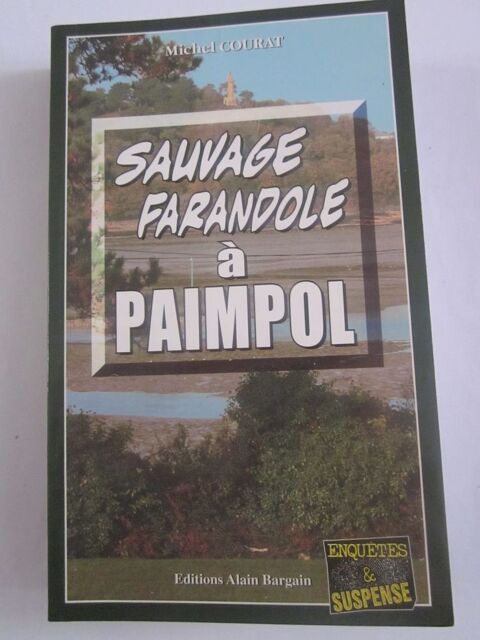 Michel COURAT
SAUVAGE
FARANDOLE
à
PAIMPOL
Editions Alain Bargain
ENQUÊTES
&
SUSPENSE